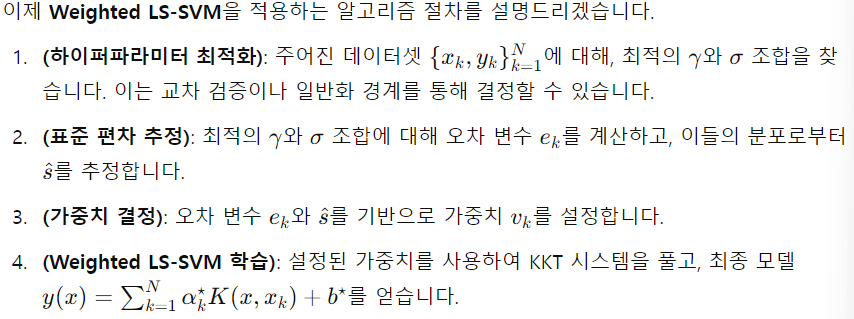 이제 Weighted LS-SVM을 적용하는 알고리즘 절차를 설명드리겠습니다.
1. (하이퍼파라미터 최적화): 주어진 데이터셋 $\{x_k, y_k\}_{k=1}^{N}$에 대해, 최적의 $\gamma$와 $\sigma$ 조합을 찾
습니다. 이는 교차 검증이나 일반화 경계를 통해 결정할 수 있습니다.
2. (표준 편차 추정): 최적의 $\gamma$와 $\sigma$ 조합에 대해 오차 변수 $e_k$를 계산하고, 이들의 분포로부터
$\hat{s}$를 추정합니다.
3. (가중치 결정): 오차 변수 $e_k$와 $\hat{s}$를 기반으로 가중치 $v_k$를 설정합니다.
4. (Weighted LS-SVM 학습): 설정된 가중치를 사용하여 KKT 시스템을 풀고, 최종 모델
$y(x) = \sum_{k=1}^{N} \alpha_k^{\star} K(x, x_k) + b^{\star}$를 얻습니다.